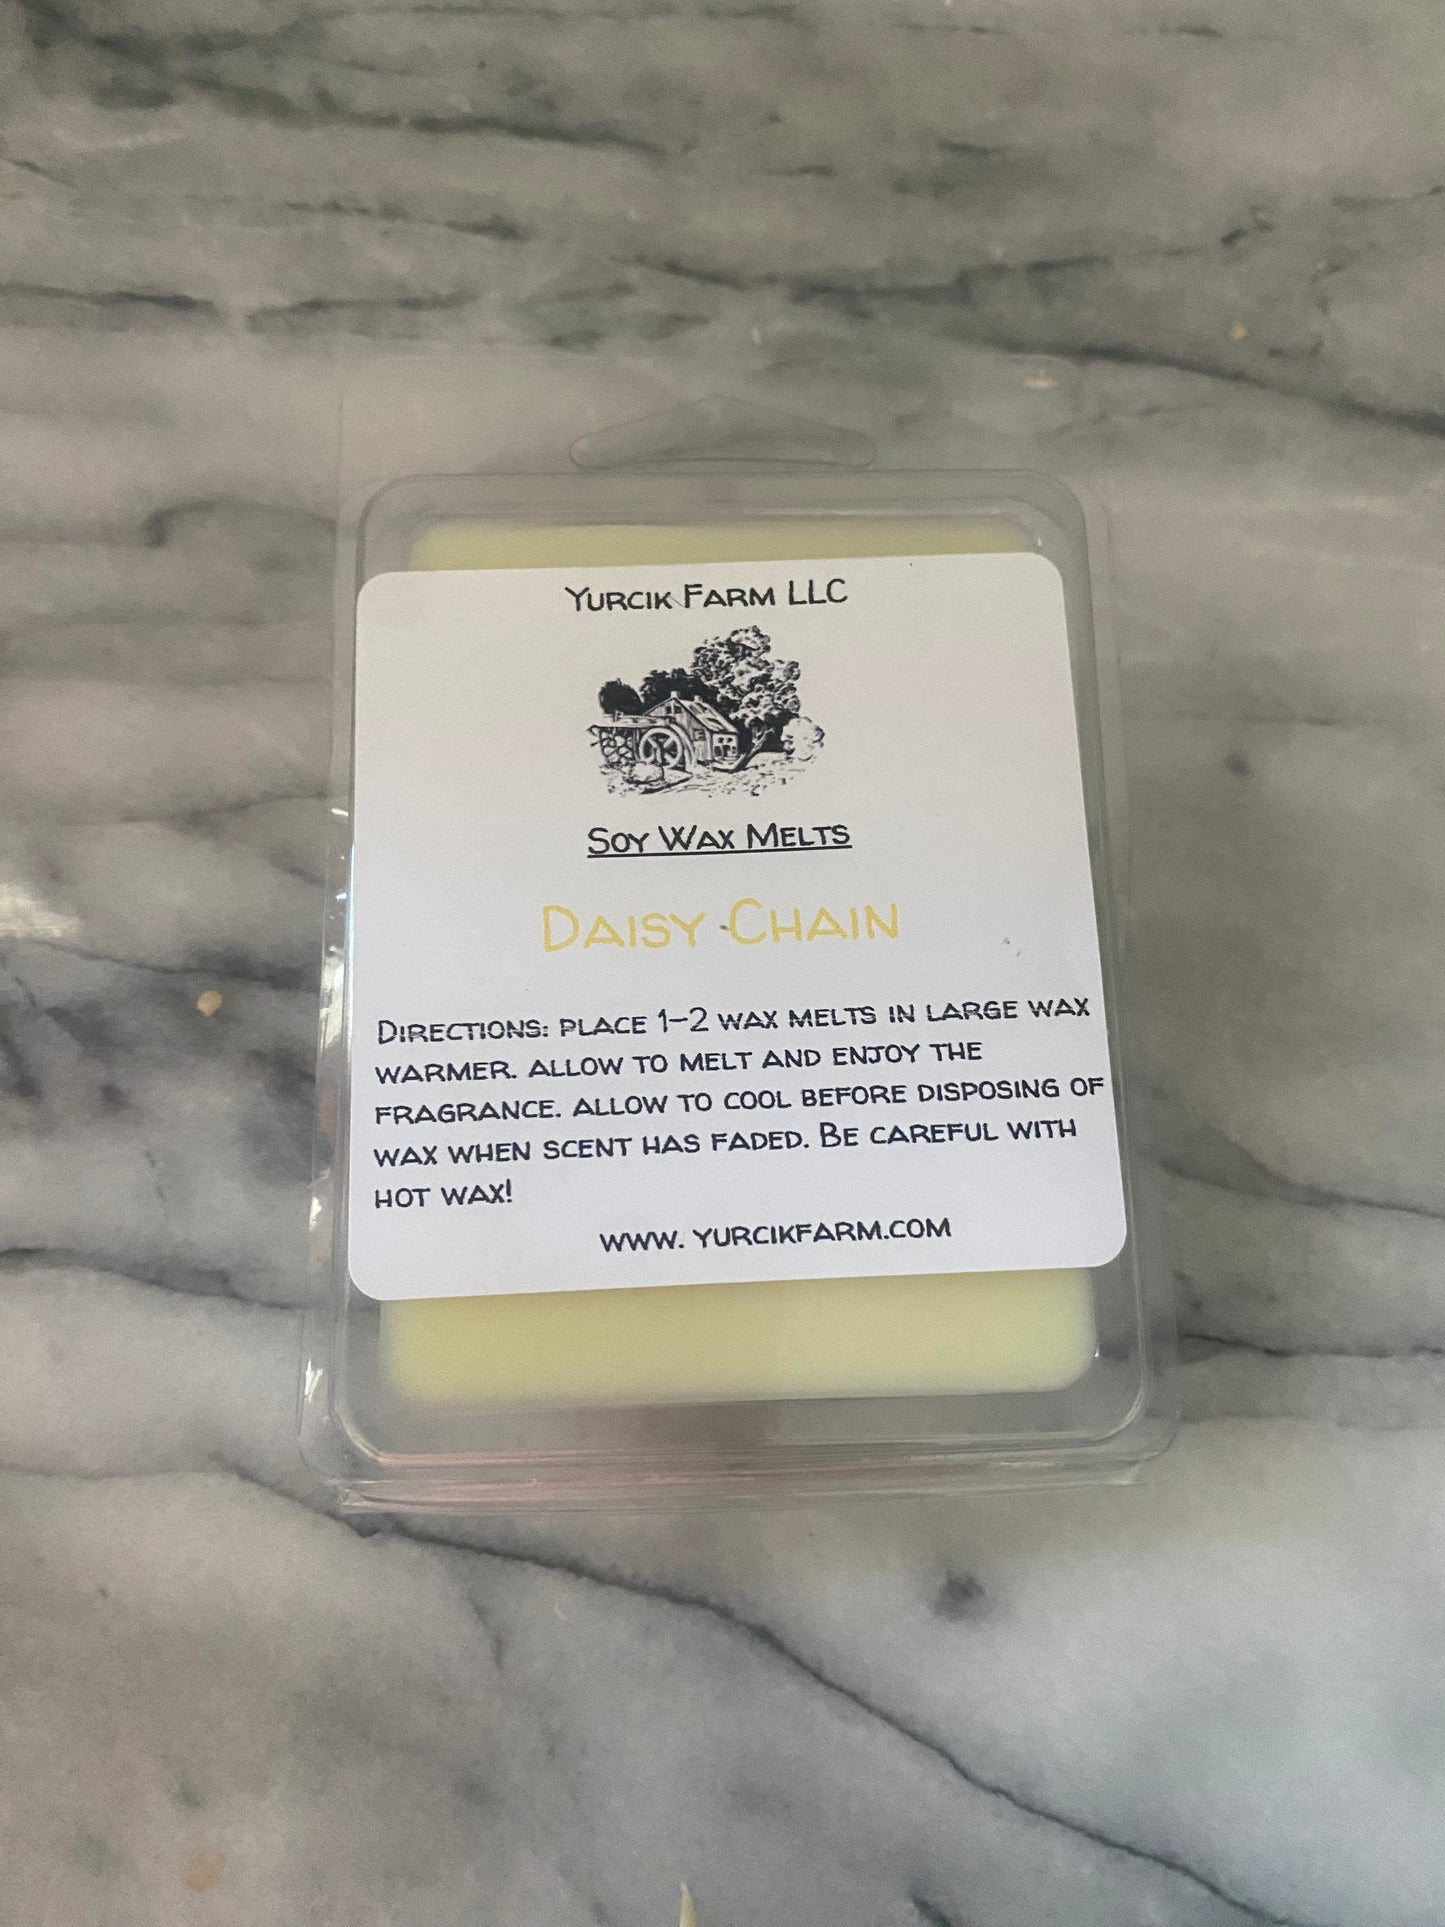 Yurcik Farm LLC
Soy Wax Melts
Daisy Chain
Directions: place 1-2 wax melts in large wax
warmer. allow to melt and enjoy the
fragrance. allow to cool before disposing of
wax when scent has faded. Be careful with
hot wax!
www. yurcikfarm.com